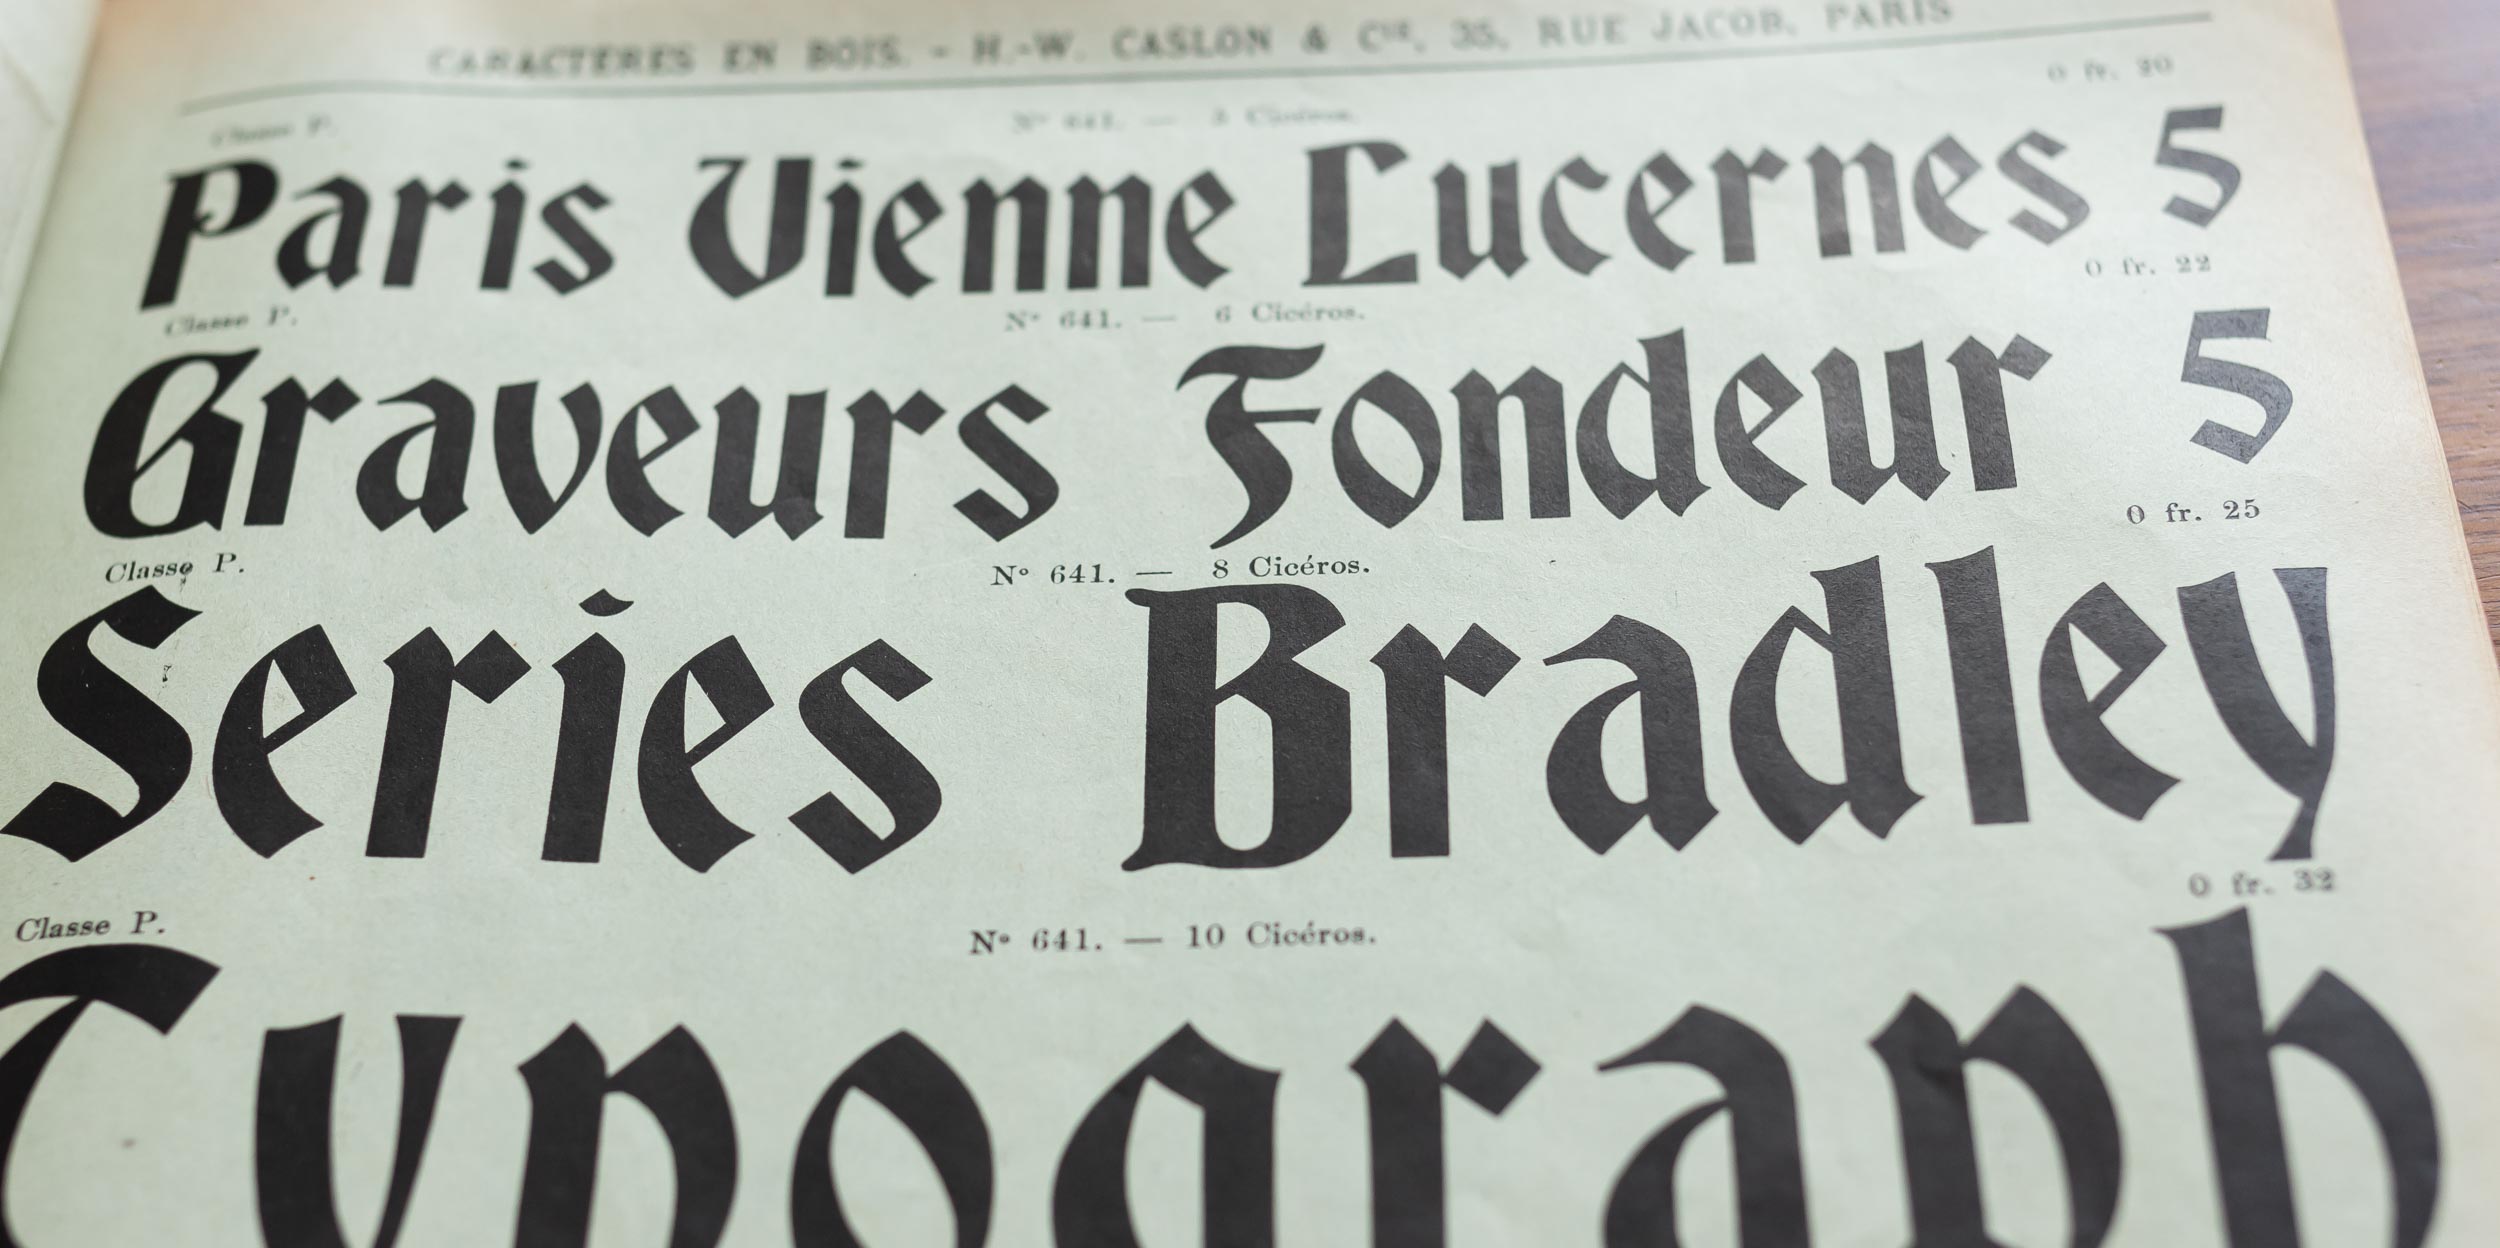 CARACTÈRES EN BOIS. - H.-W. CASLON & Cie, 35, RUE JACOB, PARIS
Classe P. N° 641. — 5 Cicéros. 0 fr. 20
Paris Vienne Lucernes 5
Classe P. N° 641. — 6 Cicéros. 0 fr. 22
Graveurs Fondeur 5
Classe P. N° 641. — 8 Cicéros. 0 fr. 25
Series Bradley
Classe P. N° 641. — 10 Cicéros. 0 fr. 32
Typograph